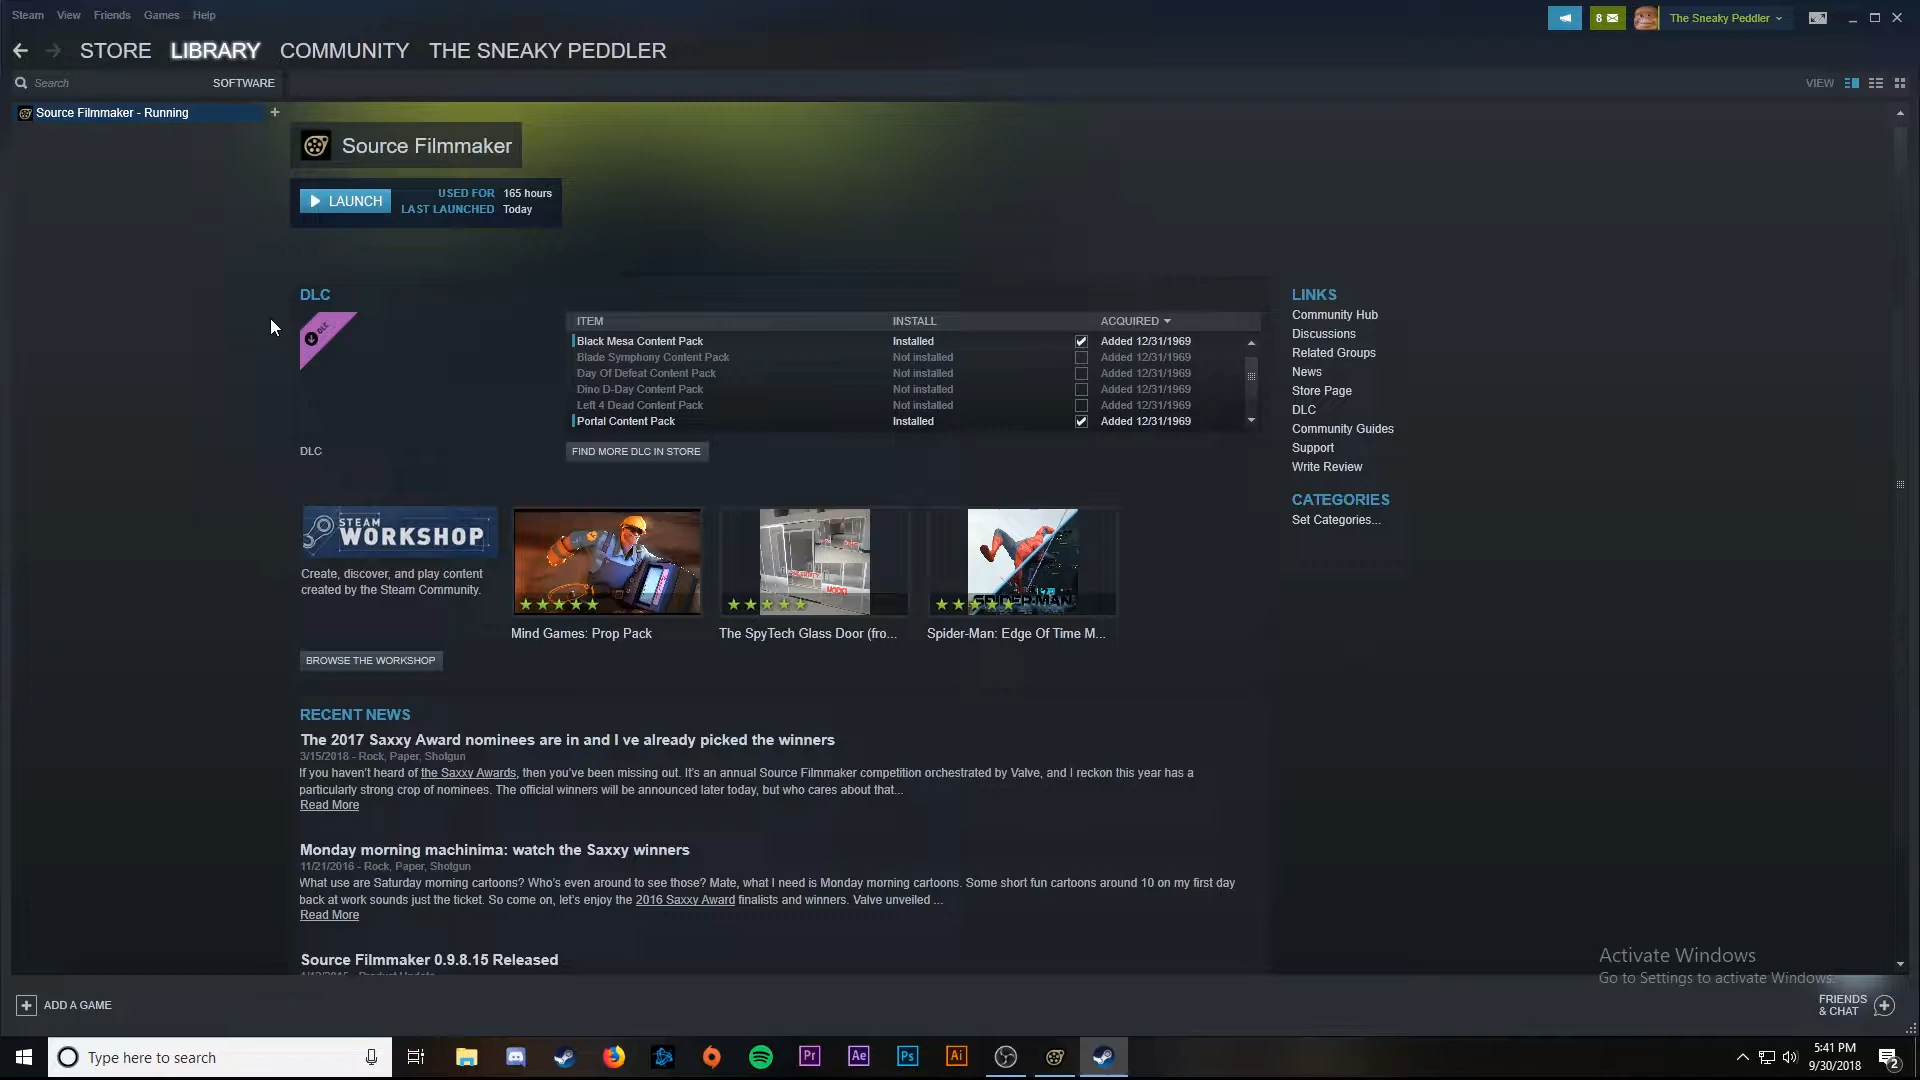 Steam View Friends Games Help
8
The Sneaky Peddler
STORE LIBRARY COMMUNITY THE SNEAKY PEDDLER
Search
SOFTWARE
VIEW
Source Filmmaker - Running
+
Source Filmmaker
LAUNCH
USED FOR 165 hours
LAST LAUNCHED Today
DLC
DLC
DLC
ITEM INSTALL ACQUIRED
Black Mesa Content Pack Installed Added 12/31/1969
Blade Symphony Content Pack Not installed Added 12/31/1969
Day Of Defeat Content Pack Not installed Added 12/31/1969
Dino D-Day Content Pack Not installed Added 12/31/1969
Left 4 Dead Content Pack Not installed Added 12/31/1969
Portal Content Pack Installed Added 12/31/1969
FIND MORE DLC IN STORE
LINKS
Community Hub
Discussions
Related Groups
News
Store Page
DLC
Community Guides
Support
Write Review
CATEGORIES
Set Categories...
STEAM
WORKSHOP
Create, discover, and play content
created by the Steam Community.
SPIDER-MAN
Mind Games: Prop Pack
The SpyTech Glass Door (fro...
Spider-Man: Edge Of Time M...
BROWSE THE WORKSHOP
RECENT NEWS
The 2017 Saxxy Award nominees are in and I ve already picked the winners
3/15/2018 - Rock, Paper, Shotgun
If you haven't heard of the Saxxy Awards, then you've been missing out. It's an annual Source Filmmaker competition orchestrated by Valve, and I reckon this year has a
particularly strong crop of nominees. The official winners will be announced later today, but who cares about that...
Read More
Monday morning machinima: watch the Saxxy winners
11/21/2016 - Rock, Paper, Shotgun
What use are Saturday morning cartoons? Who's even around to see those? Mate, what I need is Monday morning cartoons. Some short fun cartoons around 10 on my first day
back at work sounds just the ticket. So come on, let's enjoy the 2016 Saxxy Award finalists and winners. Valve unveiled ...
Read More
Source Filmmaker 0.9.8.15 Released
Activate Windows
Go to Settings to activate Windows.
+ ADD A GAME
FRIENDS
& CHAT
Type here to search
Pr
Ae
Ps
Ai
5:41 PM
9/30/2018
2